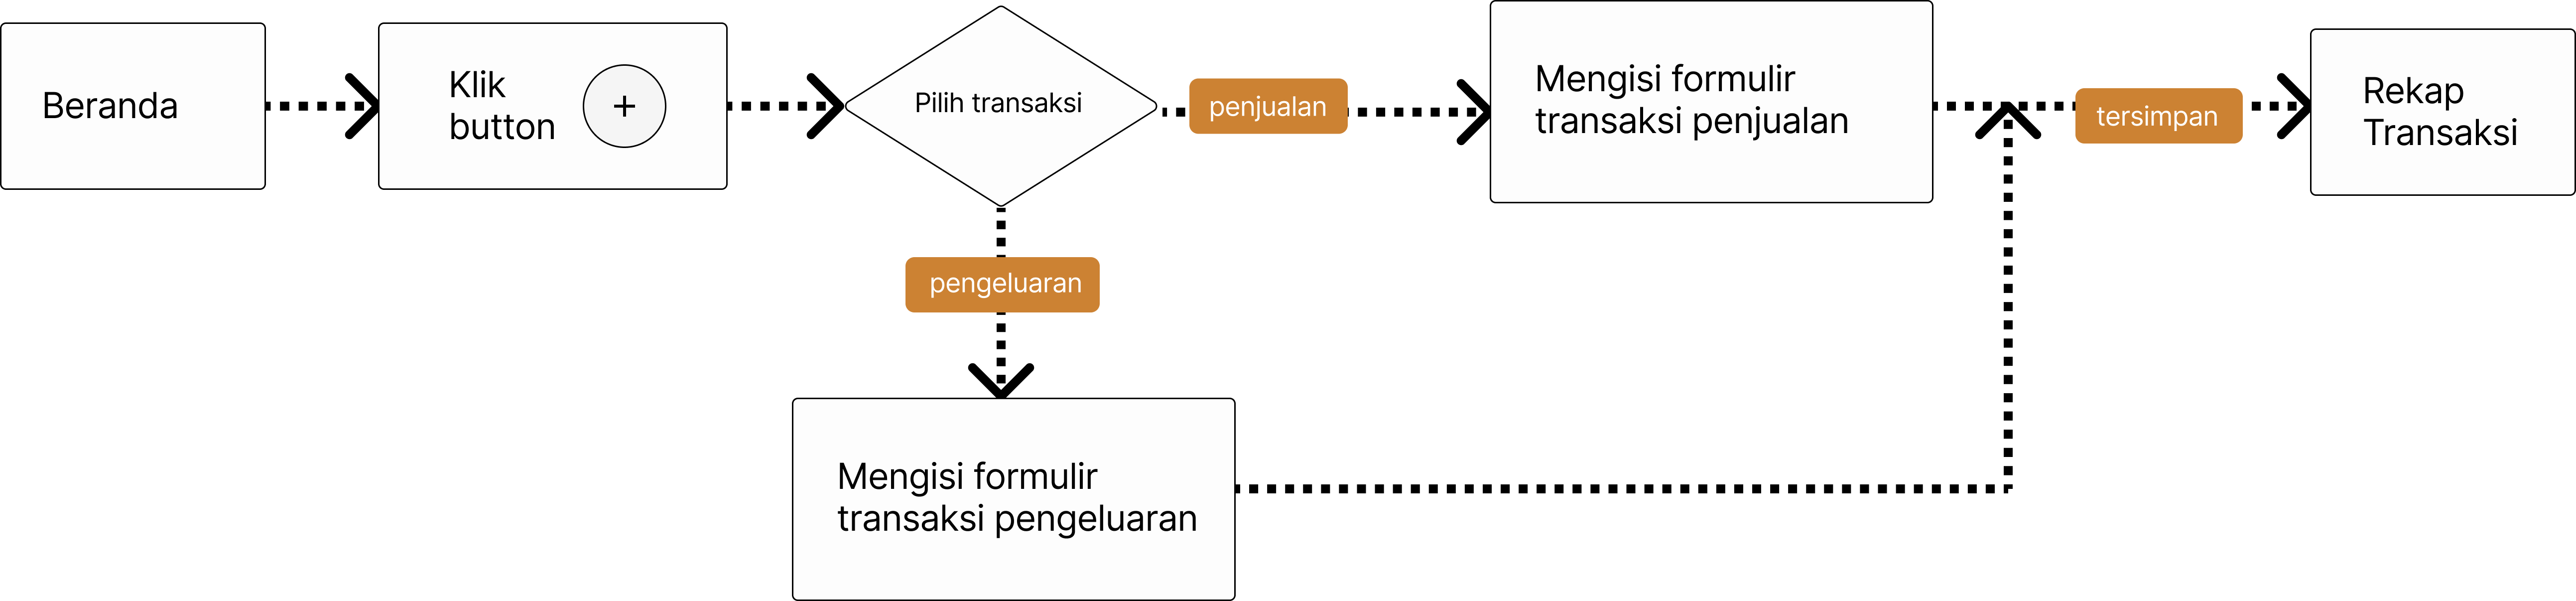 Beranda
Klik
button
+
Pilih transaksi
penjualan
Mengisi formulir
transaksi penjualan
tersimpan
Rekap
Transaksi
pengeluaran
Mengisi formulir
transaksi pengeluaran